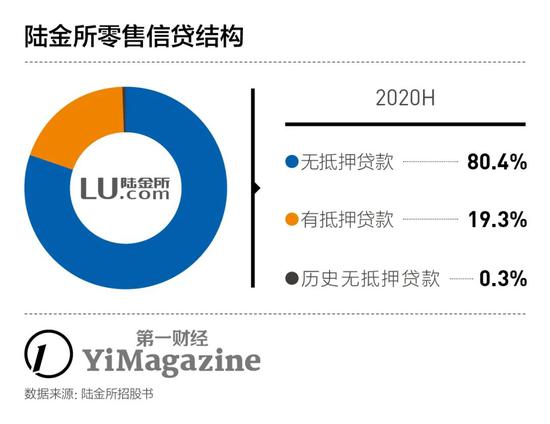 陆金所零售信贷结构
2020H
LU陆金所
.com
无抵押贷款 80.4%
有抵押贷款 19.3%
历史无抵押贷款 0.3%
第一财经
YiMagazine
数据来源: 陆金所招股书